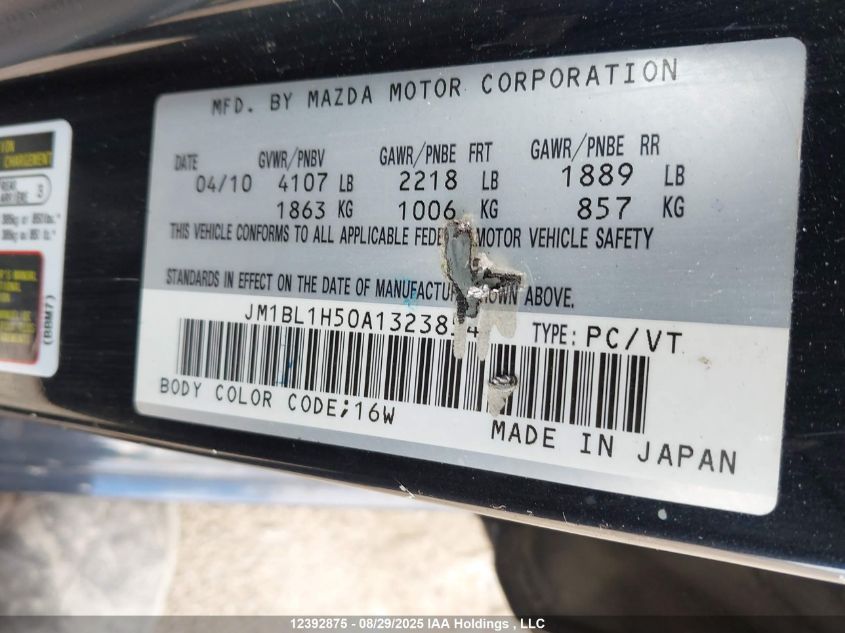 MFD. BY MAZDA MOTOR CORPORATION
DATE GVWR/PNBV GAWR/PNBE FRT GAWR/PNBE RR
04/10 4107 LB 2218 LB 1889 LB
1863 KG 1006 KG 857 KG
THIS VEHICLE CONFORMS TO ALL APPLICABLE MOTOR VEHICLE SAFETY
STANDARDS IN EFFECT ON THE DATE OF MANUFACTURE ABOVE.
TYPE: PC/VT
BODY COLOR CODE;16W
MADE IN JAPAN
CHARGEMENT
(BBM7)
12392875 - 08/29/2025 IAA Holdings , LLC